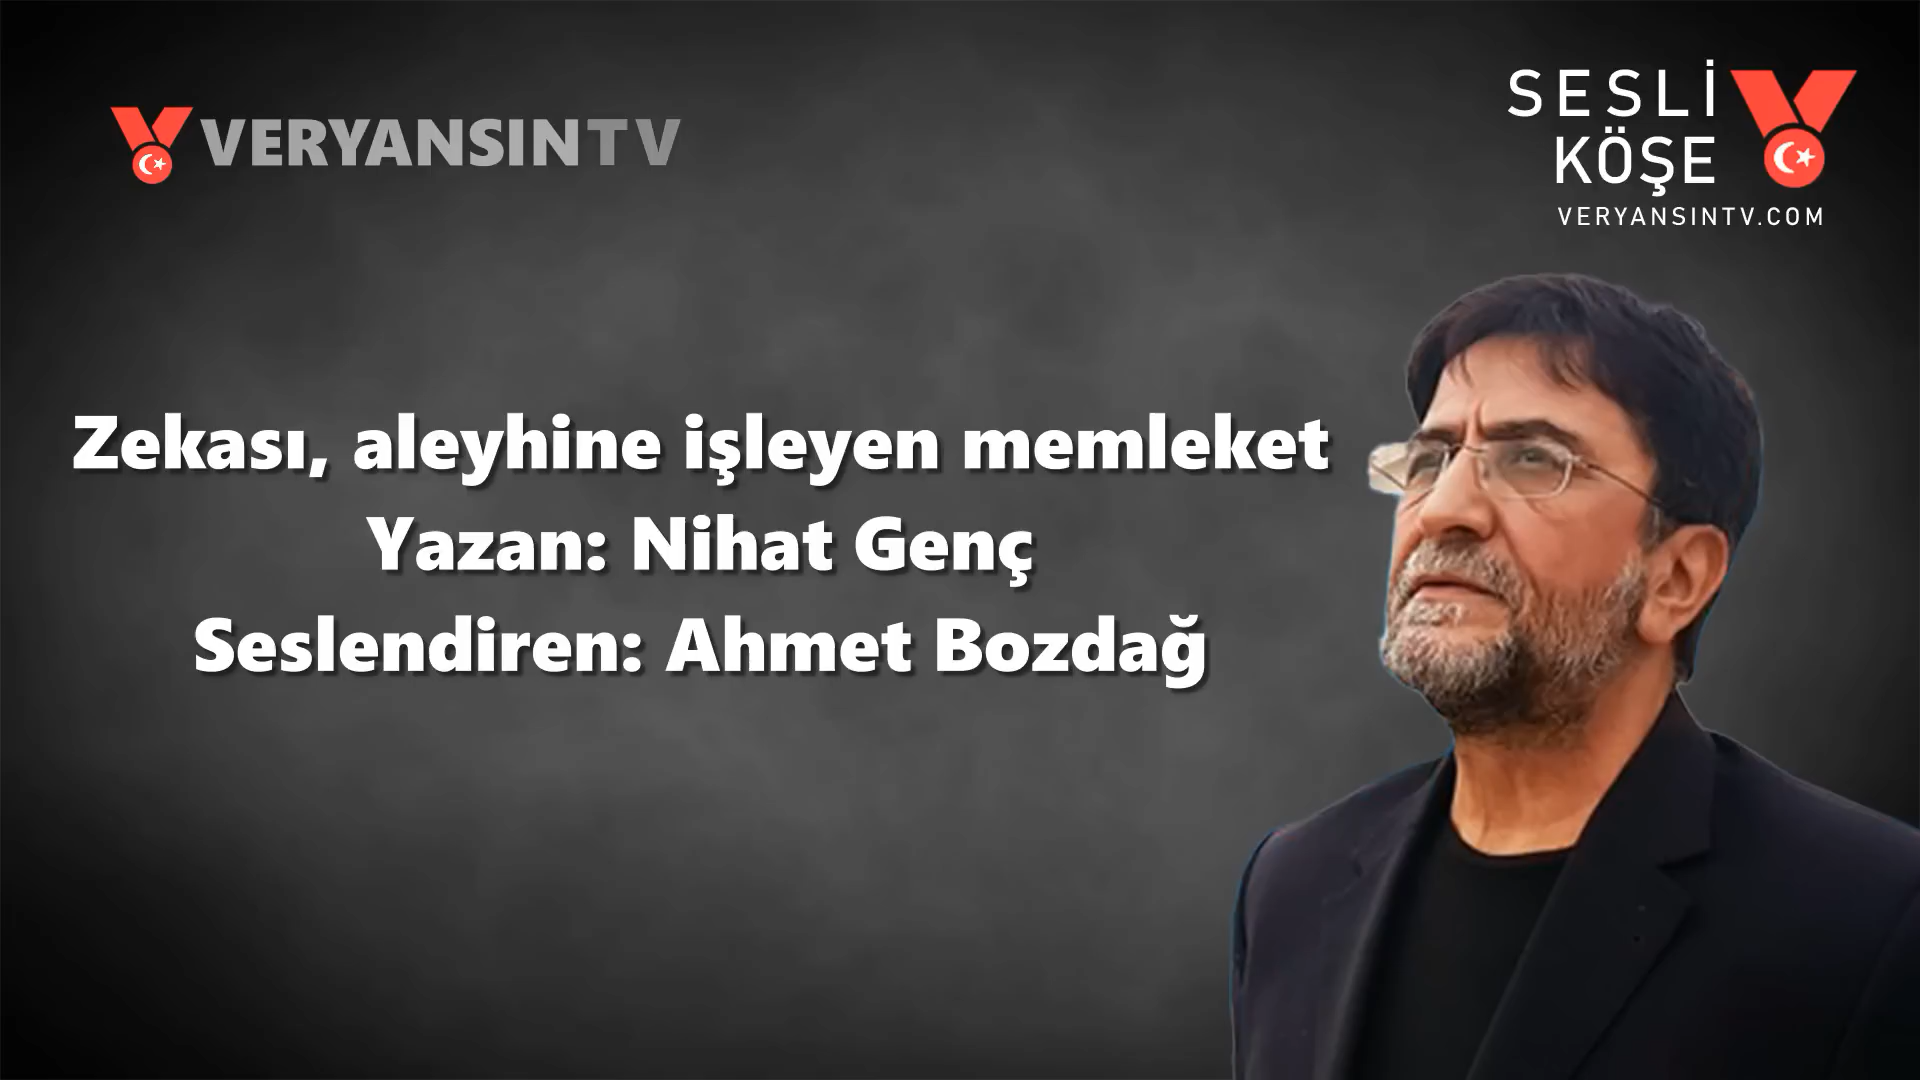 VERYANSINTV
SESLİ
KÖŞE
VERYANSINTV.COM
Zekası, aleyhine işleyen memleket
Yazan: Nihat Genç
Seslendiren: Ahmet Bozdağ